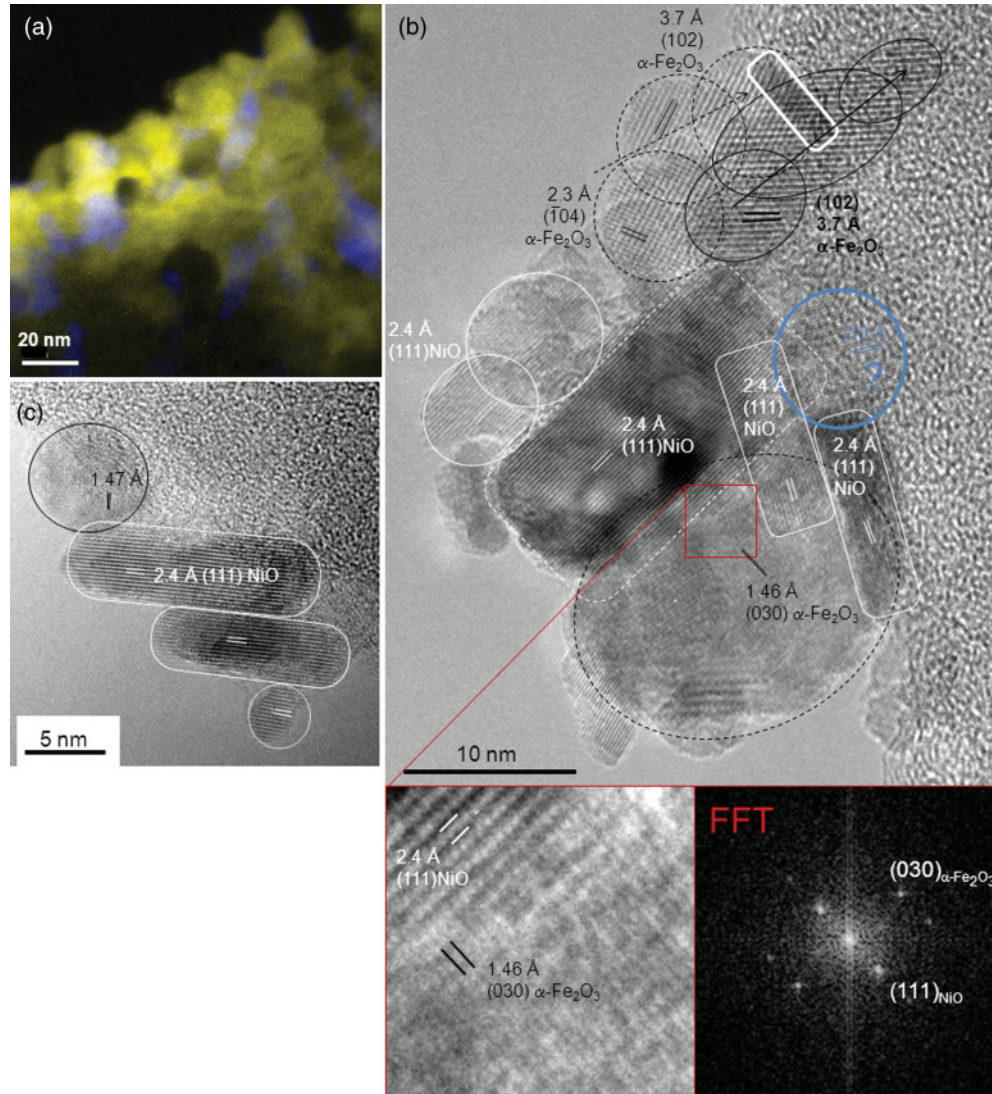 (a)
20 nm
(b)
3.7 Å
(102)
α-Fe₂O₃
2.3 Å
(1̅04)
α-Fe₂O₃
(102)
3.7 Å
α-Fe₂O₃
2.4 Å
(111)NiO
2.4 Å
(111)NiO
2.4 Å
(111)
NiO
2.4 Å
(111)
NiO
?
1.46 Å
(030) α-Fe₂O₃
10 nm
(c)
1.47 Å
2.4 Å (111) NiO
5 nm
2.4 Å
(111)NiO
1.46 Å
(030) α-Fe₂O₃
FFT
(030)α-Fe₂O₃
(111)NiO